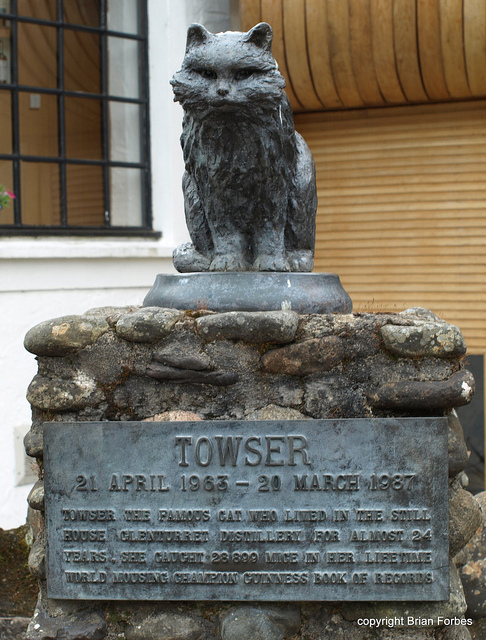 TOWSER
21 APRIL 1963 – 20 MARCH 1987
TOWSER THE FAMOUS CAT WHO LIVED IN THE STILL
HOUSE GLENTURRET DISTILLERY FOR ALMOST 24
YEARS. SHE CAUGHT 28899 MICE IN HER LIFETIME
WORLD MOUSING CHAMPION GUINNESS BOOK OF RECORDS
copyright Brian Forbes